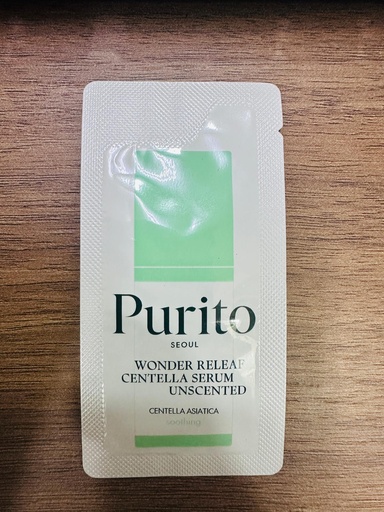 Purito
SEOUL
WONDER RELEAF
CENTELLA SERUM
UNSCENTED
CENTELLA ASIATICA
soothing